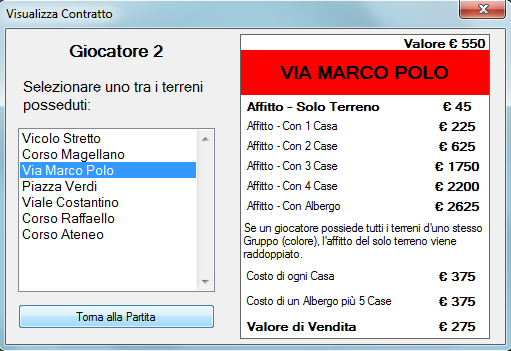 Visualizza Contratto
Giocatore 2
Selezionare uno tra i terreni
posseduti:
Vicolo Stretto
Corso Magellano
Via Marco Polo
Piazza Verdi
Viale Costantino
Corso Raffaello
Corso Ateneo
Torna alla Partita
Valore € 550
VIA MARCO POLO
Affitto - Solo Terreno € 45
Affitto - Con 1 Casa € 225
Affitto - Con 2 Case € 625
Affitto - Con 3 Case € 1750
Affitto - Con 4 Case € 2200
Affitto - Con Albergo € 2625
Se un giocatore possiede tutti i terreni d'uno stesso
Gruppo (colore), l'affitto del solo terreno viene
raddoppiato.
Costo di ogni Casa € 375
Costo di un Albergo più 5 Case € 375
Valore di Vendita € 275